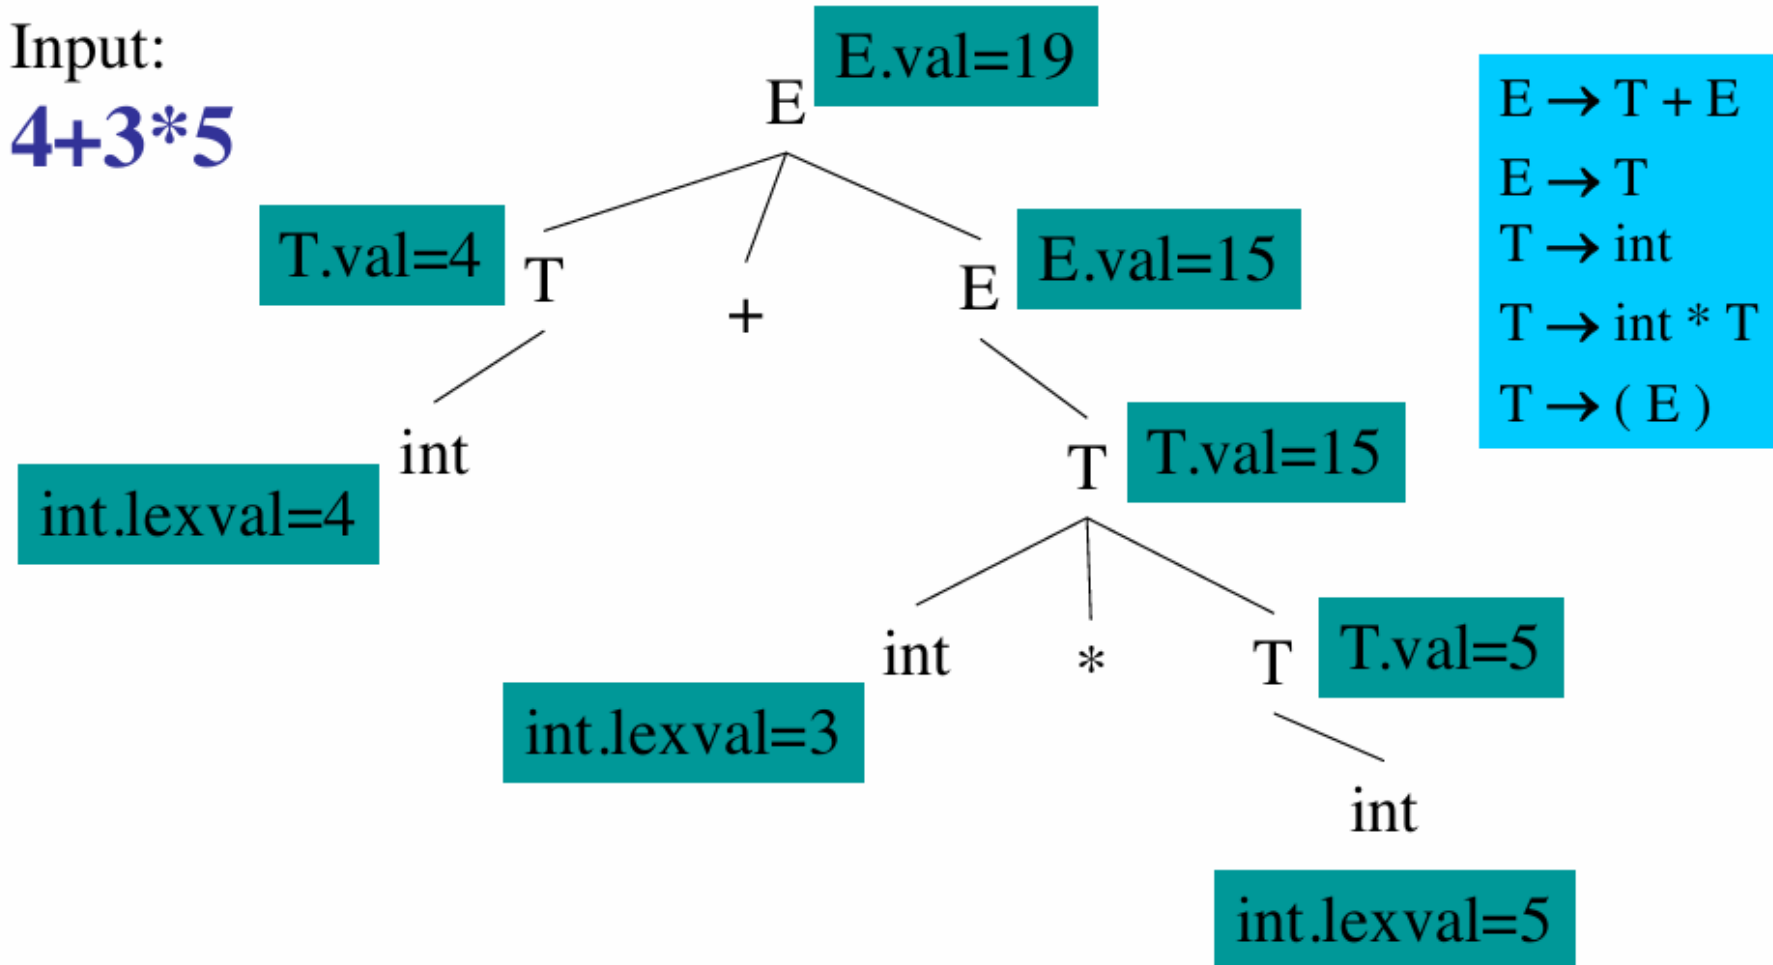 Input:
4+3*5
E.val=19
E
E → T + E
E → T
T → int
T → int * T
T → ( E )
T.val=4
T
+
E
E.val=15
int
int.lexval=4
T
T.val=15
int
*
T
T.val=5
int.lexval=3
int
int.lexval=5